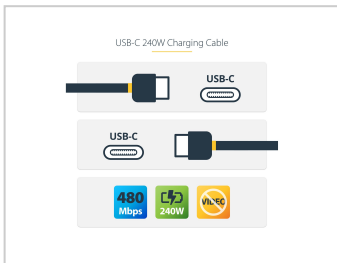 USB-C 240W Charging Cable
USB-C
USB-C
480
Mbps
240W
VIDEO